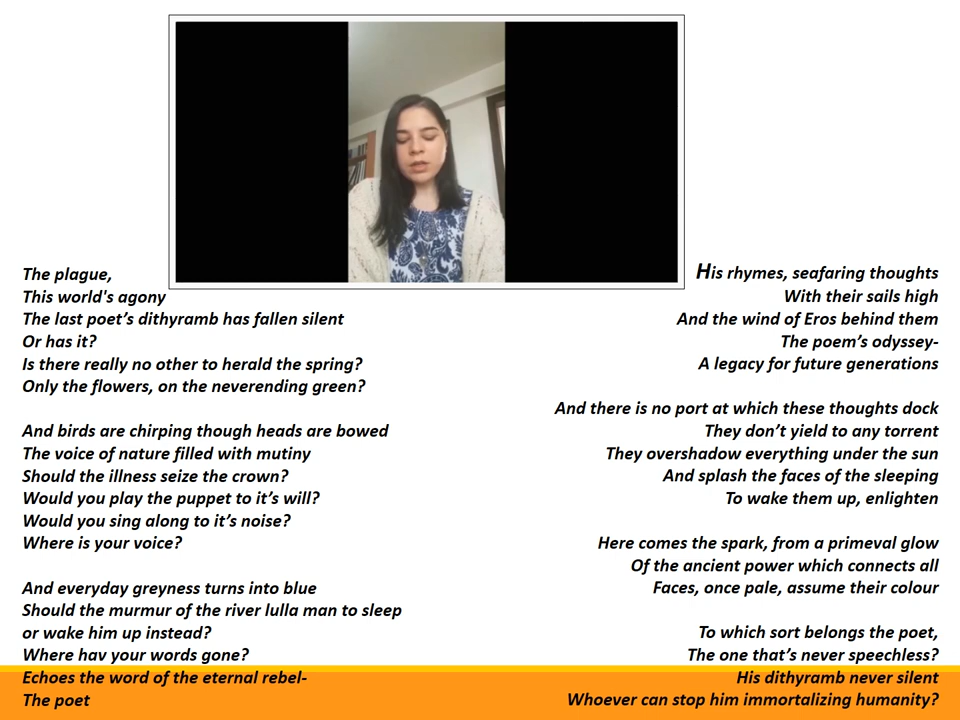 The plague,
This world's agony
The last poet’s dithyramb has fallen silent
Or has it?
Is there really no other to herald the spring?
Only the flowers, on the neverending green?
And birds are chirping though heads are bowed
The voice of nature filled with mutiny
Should the illness seize the crown?
Would you play the puppet to it’s will?
Would you sing along to it’s noise?
Where is your voice?
And everyday greyness turns into blue
Should the murmur of the river lulla man to sleep
or wake him up instead?
Where hav your words gone?
Echoes the word of the eternal rebel-
The poet
His rhymes, seafaring thoughts
With their sails high
And the wind of Eros behind them
The poem’s odyssey-
A legacy for future generations
And there is no port at which these thoughts dock
They don’t yield to any torrent
They overshadow everything under the sun
And splash the faces of the sleeping
To wake them up, enlighten
Here comes the spark, from a primeval glow
Of the ancient power which connects all
Faces, once pale, assume their colour
To which sort belongs the poet,
The one that’s never speechless?
His dithyramb never silent
Whoever can stop him immortalizing humanity?